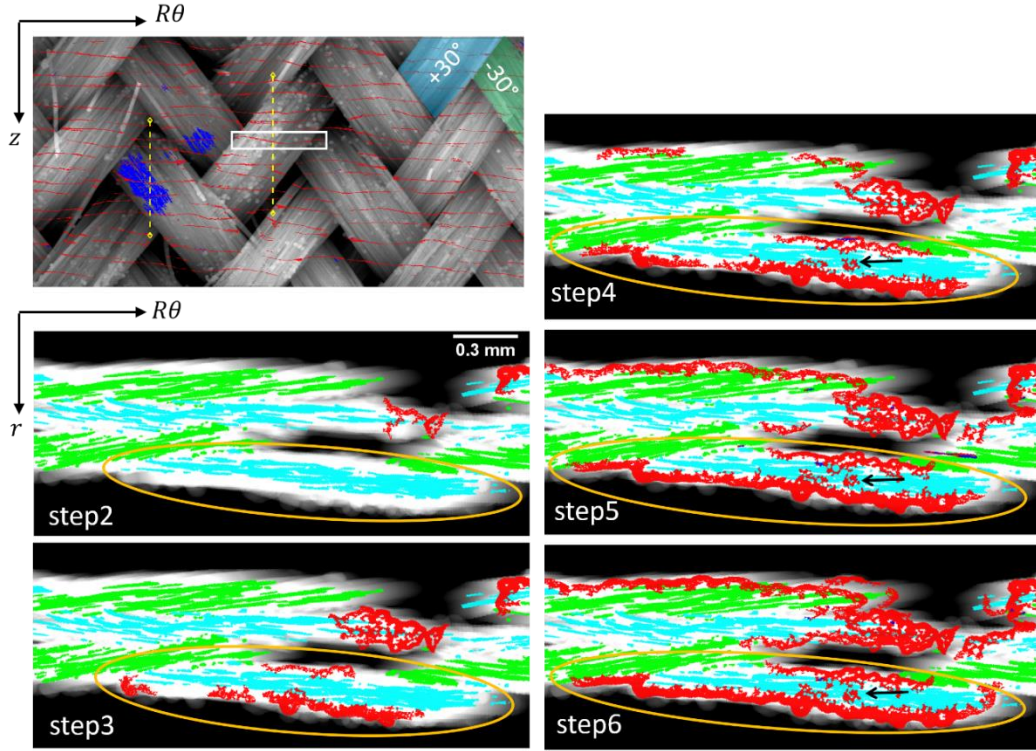 Rθ
z
+30°
-30°
step4
Rθ
r
0.3 mm
step2
step5
step3
step6